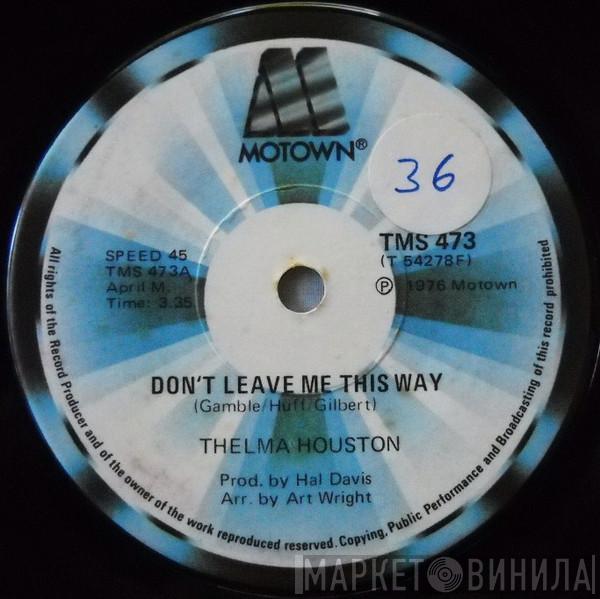 MOTOWN®
36
SPEED 45
TMS 473A
April M.
Time: 3.35
TMS 473
(T 54278F)
℗ 1976 Motown
DON'T LEAVE ME THIS WAY
(Gamble/Huff/Gilbert)
THELMA HOUSTON
Prod. by Hal Davis
Arr. by Art Wright
All rights of the Record Producer and of the owner of the work reproduced reserved. Copying, Public Performance and Broadcasting of this record prohibited
МАРКЕТ ВИНИЛА